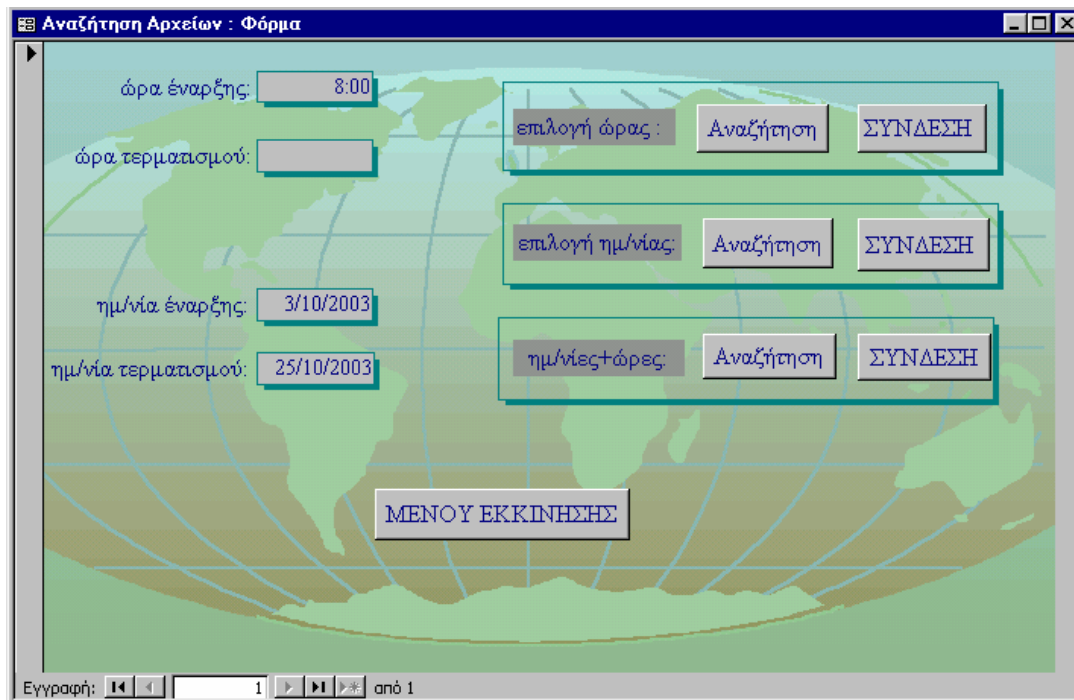 Αναζήτηση Αρχείων : Φόρμα
ώρα έναρξης: 8:00
ώρα τερματισμού:
ημ/νία έναρξης: 3/10/2003
ημ/νία τερματισμού: 25/10/2003
επιλογή ώρας : Αναζήτηση ΣΥΝΔΕΣΗ
επιλογή ημ/νίας: Αναζήτηση ΣΥΝΔΕΣΗ
ημ/νίες+ώρες: Αναζήτηση ΣΥΝΔΕΣΗ
ΜΕΝΟΥ ΕΚΚΙΝΗΣΗΣ
Εγγραφή: 1 από 1